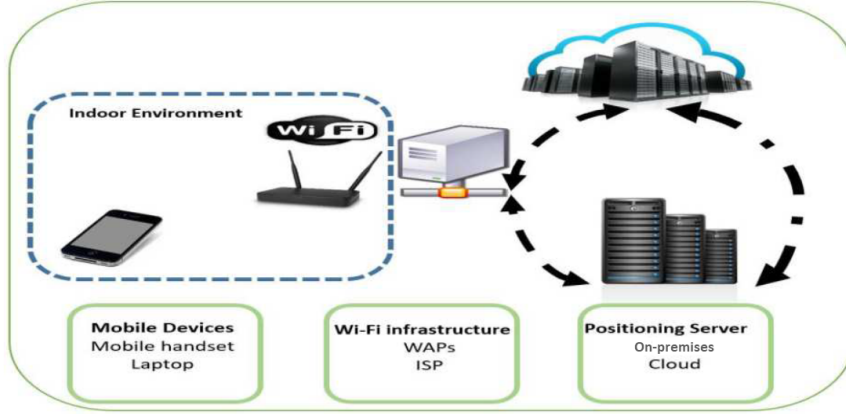 Indoor Environment
Wi Fi
Mobile Devices
Mobile handset
Laptop
Wi-Fi infrastructure
WAPs
ISP
Positioning Server
On-premises
Cloud